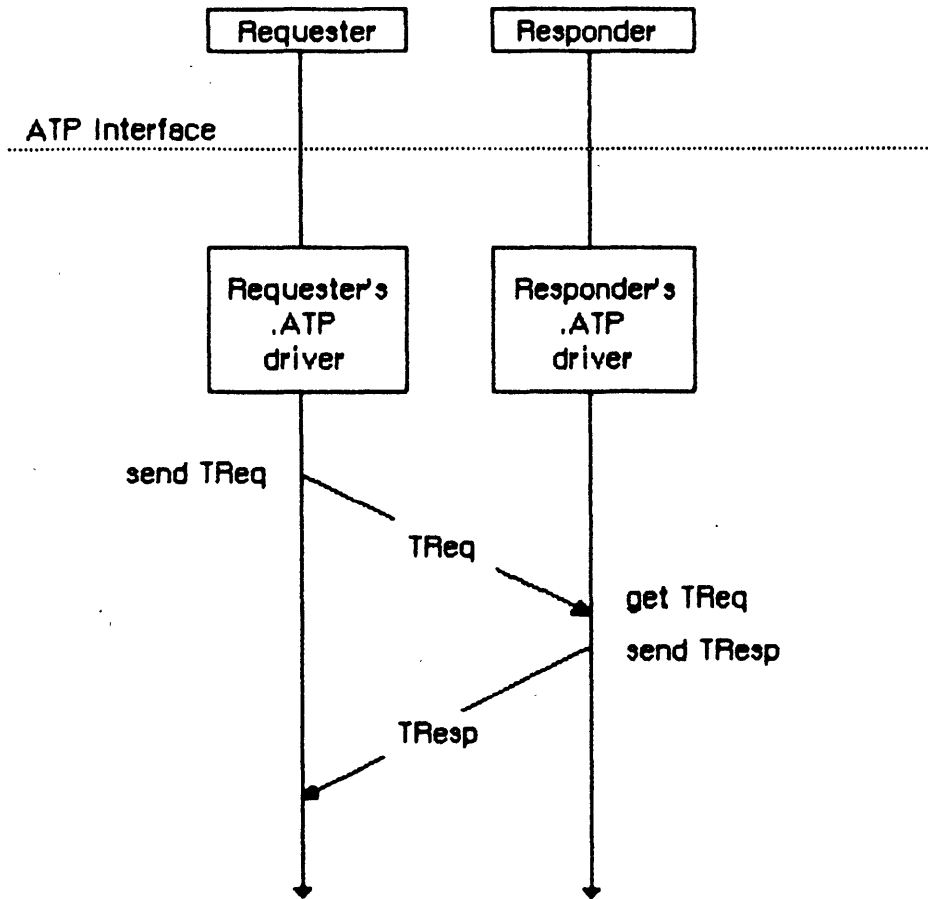 Requester
Responder
ATP Interface
Requester's
.ATP
driver
Responder's
.ATP
driver
send TReq
TReq
get TReq
send TResp
TResp